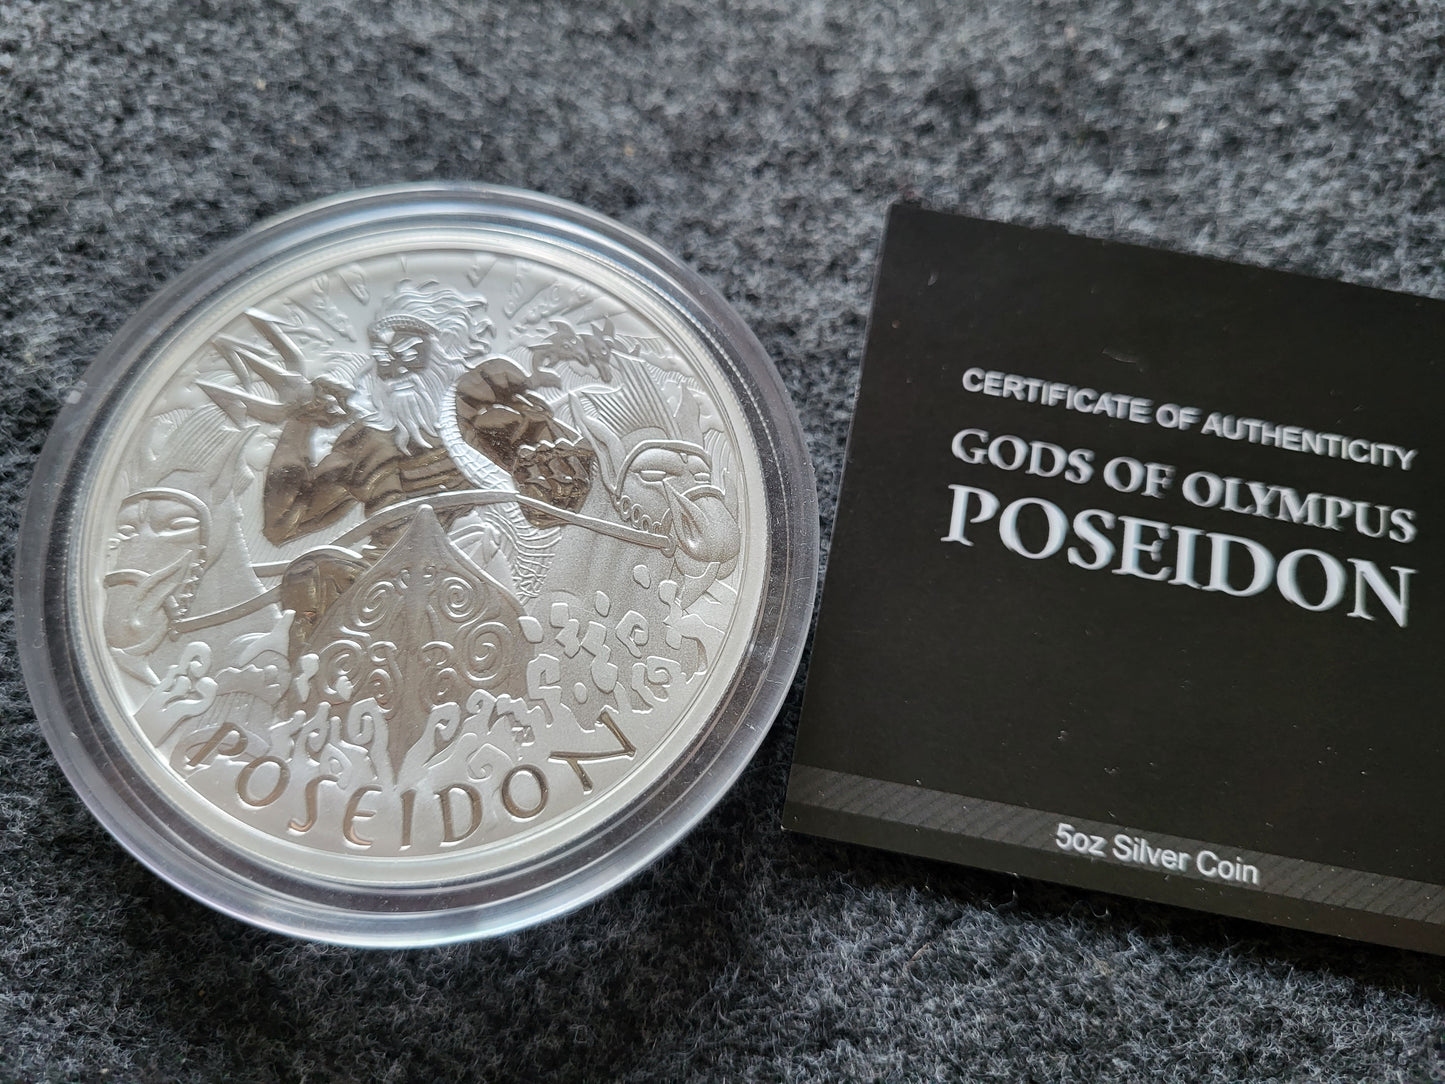 POSEIDON
CERTIFICATE OF AUTHENTICITY
GODS OF OLYMPUS
POSEIDON
5oz Silver Coin